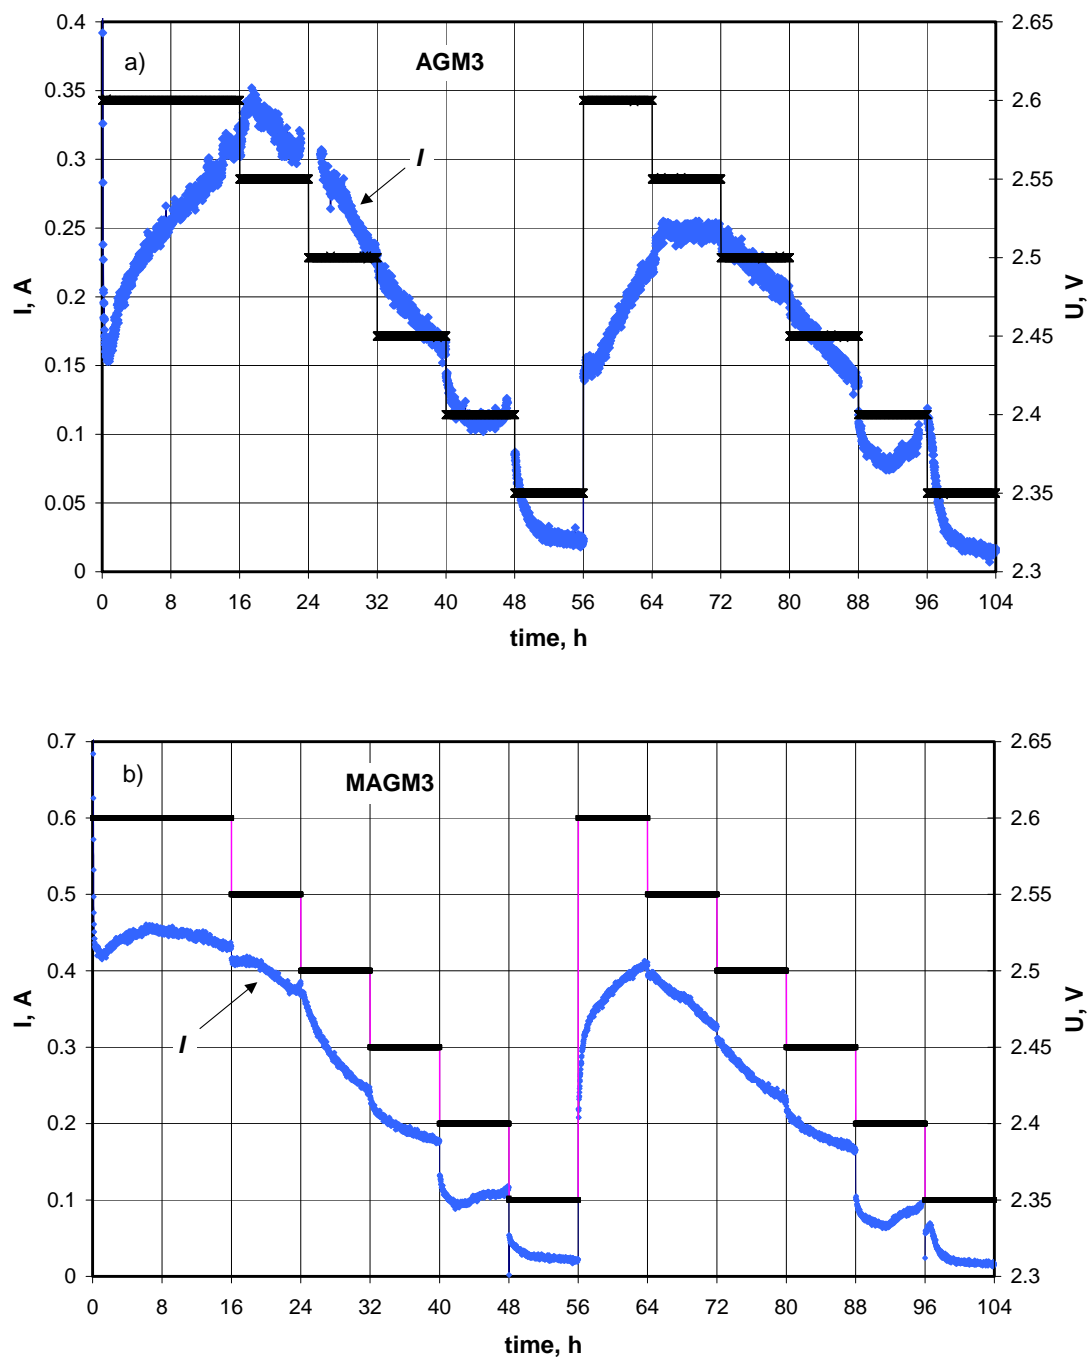 a)
AGM3
I
0.4
0.35
0.3
0.25
0.2
0.15
0.1
0.05
0
I, A
2.65
2.6
2.55
2.5
2.45
2.4
2.35
2.3
U, V
0 8 16 24 32 40 48 56 64 72 80 88 96 104
time, h
b)
MAGM3
I
0.7
0.6
0.5
0.4
0.3
0.2
0.1
0
I, A
2.65
2.6
2.55
2.5
2.45
2.4
2.35
2.3
U, V
0 8 16 24 32 40 48 56 64 72 80 88 96 104
time, h